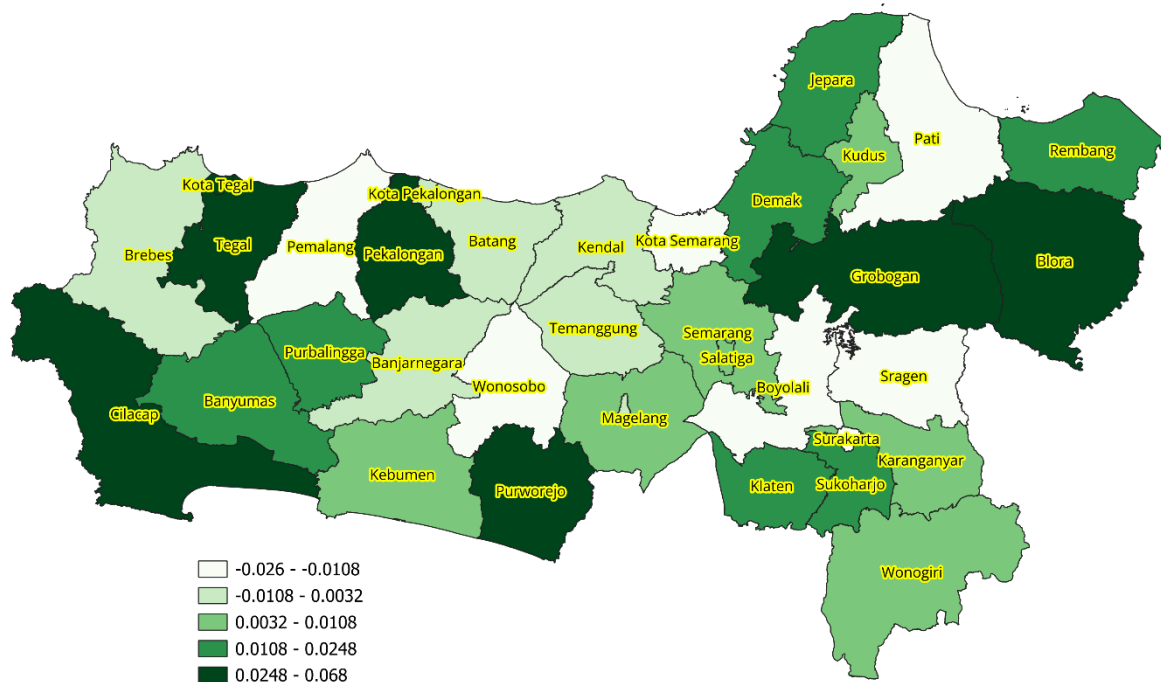 Jepara
Pati
Kudus
Rembang
Kota Tegal
Kota Pekalongan
Demak
Brebes
Tegal
Pemalang
Pekalongan
Batang
Kendal
Kota Semarang
Grobogan
Blora
Temanggung
Semarang
Purbalingga
Banjarnegara
Salatiga
Wonosobo
Boyolali
Sragen
Cilacap
Banyumas
Magelang
Surakarta
Kebumen
Karanganyar
Purworejo
Klaten
Sukoharjo
Wonogiri
-0.026 - -0.0108
-0.0108 - 0.0032
0.0032 - 0.0108
0.0108 - 0.0248
0.0248 - 0.068